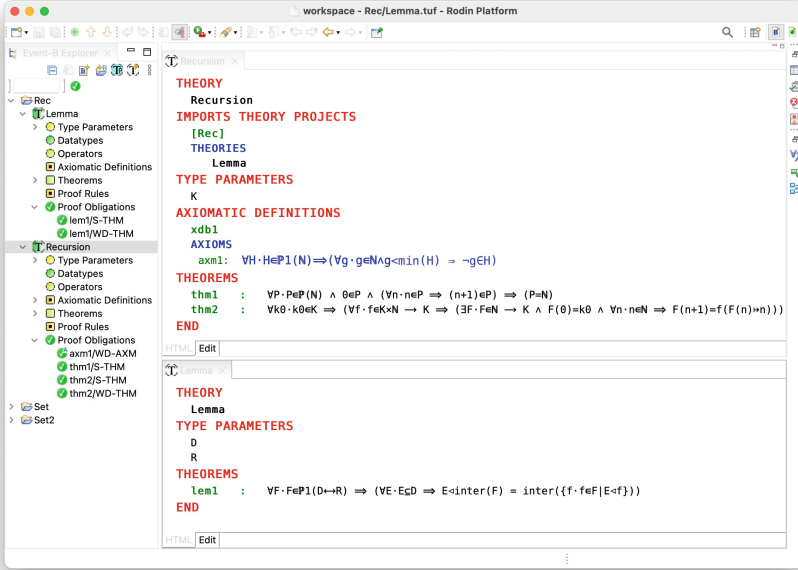 workspace - Rec/Lemma.tuf - Rodin Platform
Event-B Explorer
Rec
Lemma
Type Parameters
Datatypes
Operators
Axiomatic Definitions
Theorems
Proof Rules
Proof Obligations
lem1/S-THM
lem1/WD-THM
Recursion
Type Parameters
Datatypes
Operators
Axiomatic Definitions
Theorems
Proof Rules
Proof Obligations
axm1/WD-AXM
thm1/S-THM
thm2/S-THM
thm2/WD-THM
Set
Set2
Recursion
THEORY
Recursion
IMPORTS THEORY PROJECTS
[Rec]
THEORIES
Lemma
TYPE PARAMETERS
K
AXIOMATIC DEFINITIONS
xdb1
AXIOMS
axm1: ∀H·H∈ℙ1(ℕ)⟹(∀g·g∈ℕ∧g<min(H) ⇒ ¬g∈H)
THEOREMS
thm1 : ∀P·P∈ℙ(ℕ) ∧ 0∈P ∧ (∀n·n∈P ⟹ (n+1)∈P) ⟹ (P=ℕ)
thm2 : ∀k0·k0∈K ⟹ (∀f·f∈K×ℕ → K ⟹ (∃F·F∈ℕ → K ∧ F(0)=k0 ∧ ∀n·n∈ℕ ⟹ F(n+1)=f(F(n)↦n)))
END
HTML Edit
Lemma
THEORY
Lemma
TYPE PARAMETERS
D
R
THEOREMS
lem1 : ∀F·F∈ℙ1(D↔R) ⟹ (∀E·E⊆D ⟹ E◁inter(F) = inter({f·f∈F|E◁f}))
END
HTML Edit